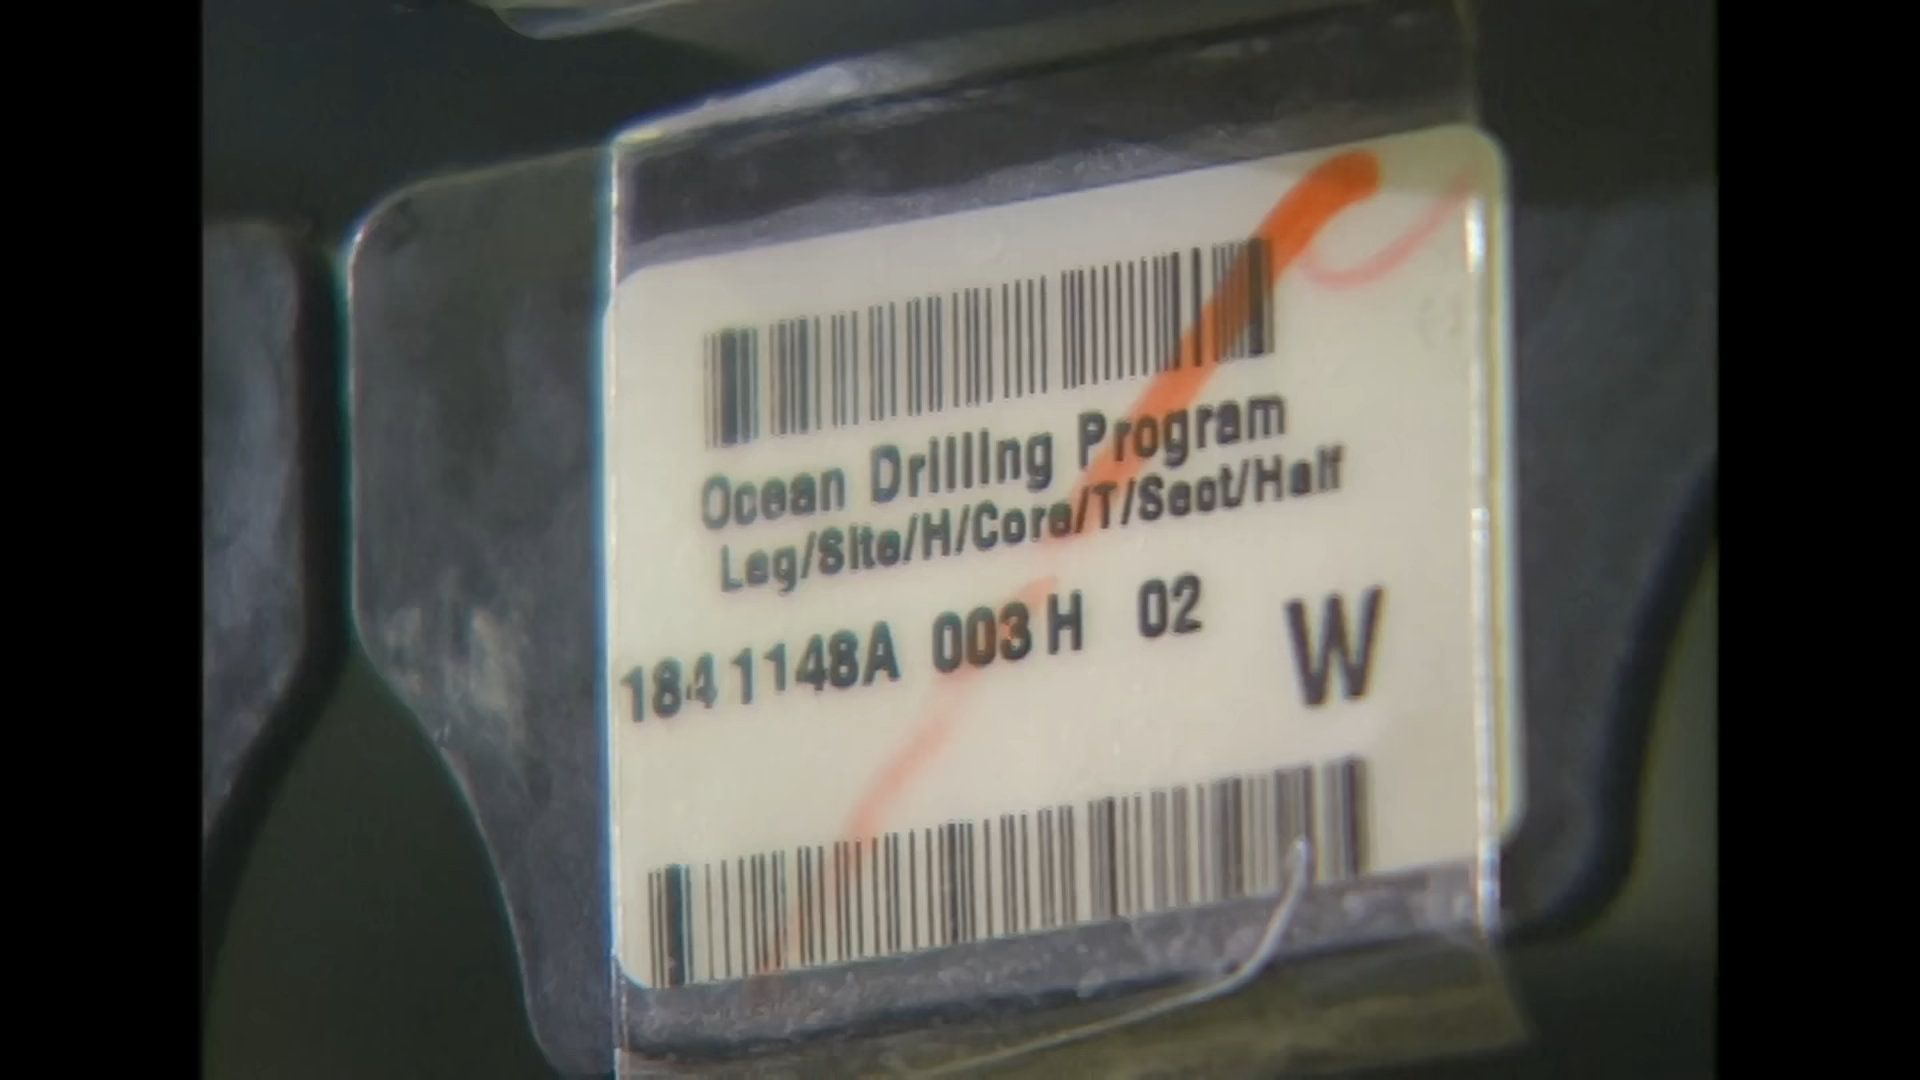 Ocean Drilling Program
Leg/Site/H/Core/T/Sect/Half
184 1148A 003 H 02 W